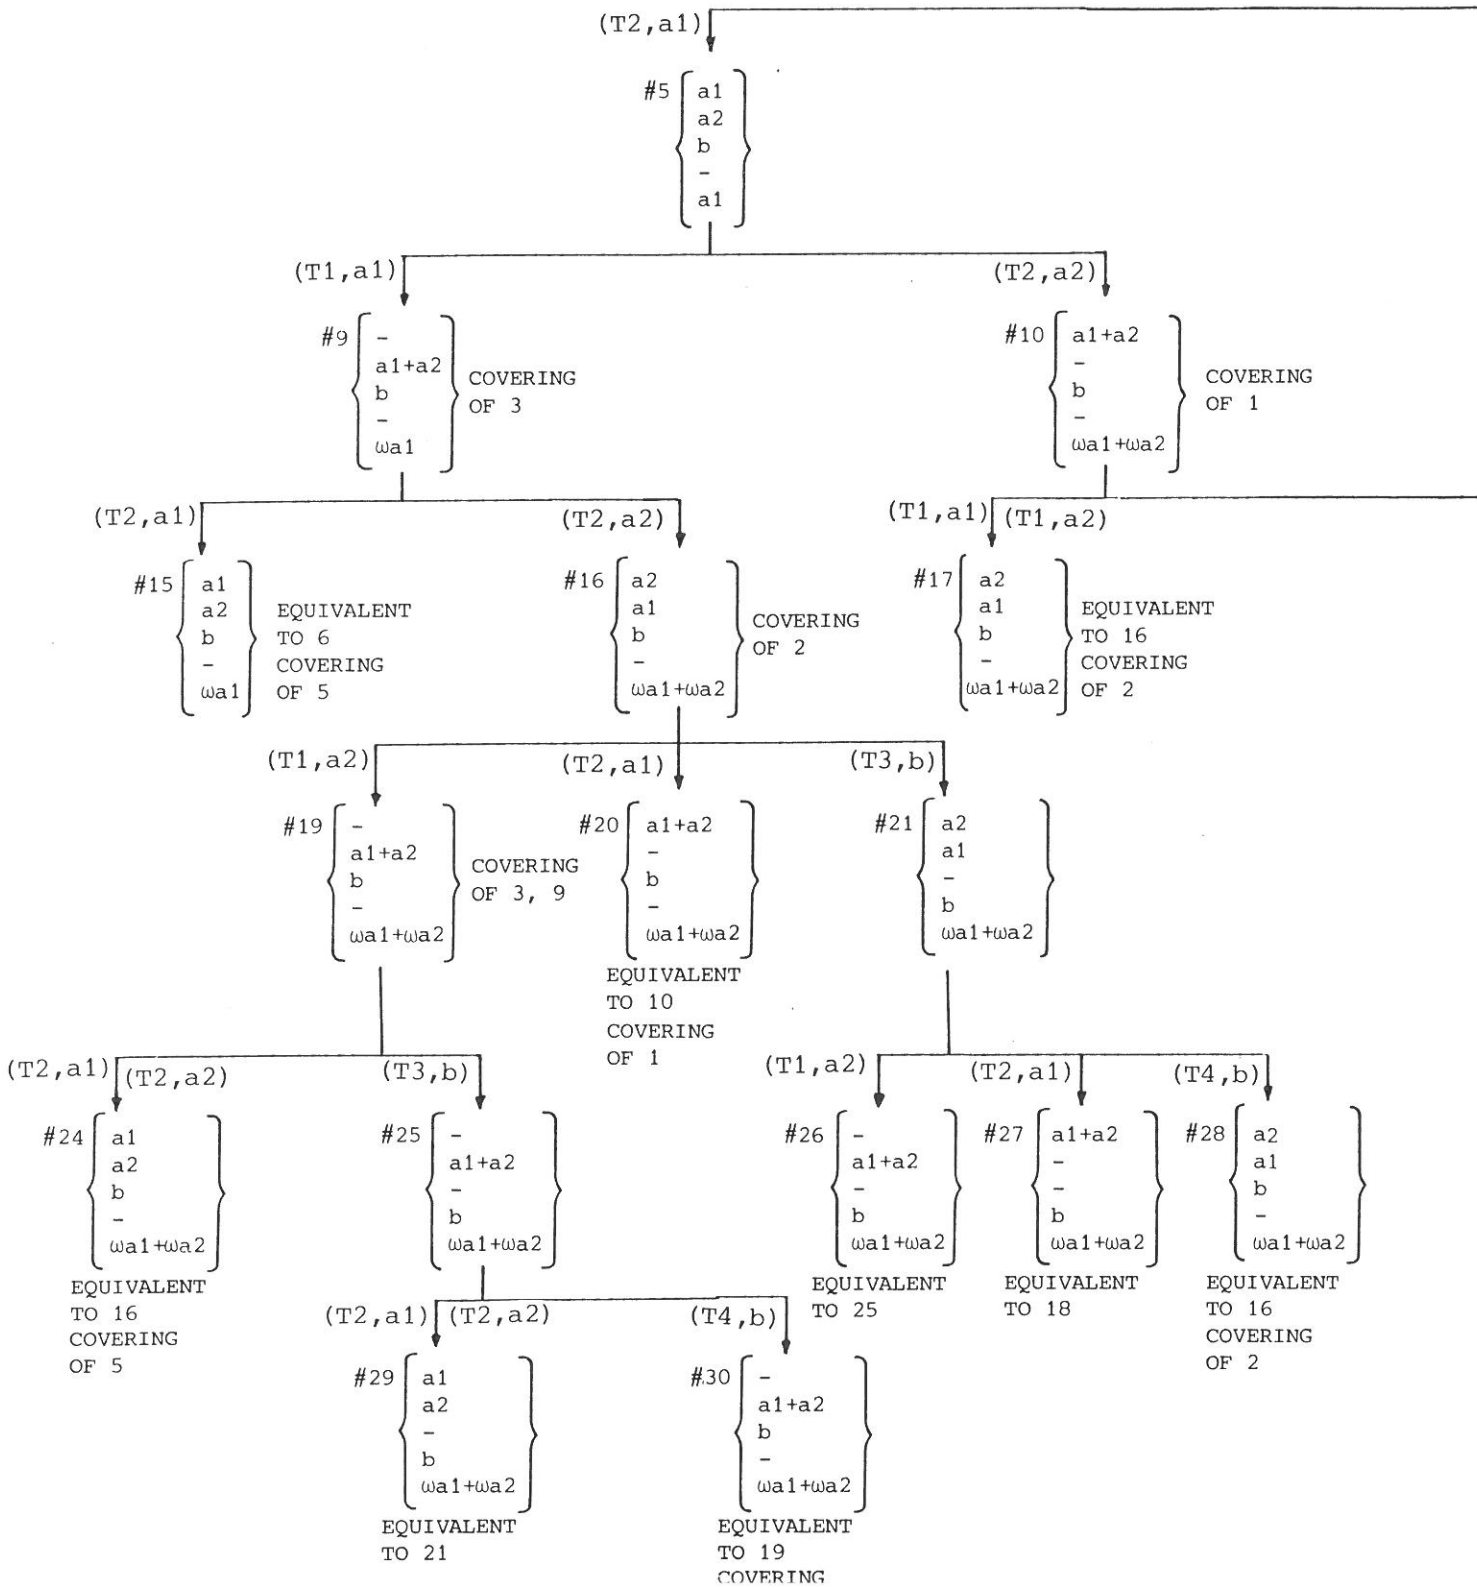 (T2,a1)
#5
a1
a2
b
-
a1
(T1,a1)
(T2,a2)
#9
-
a1+a2
b
-
ωa1
COVERING
OF 3
#10
a1+a2
-
b
-
ωa1+ωa2
COVERING
OF 1
(T2,a1)
(T2,a2)
(T1,a1)
(T1,a2)
#15
a1
a2
b
-
ωa1
EQUIVALENT
TO 6
COVERING
OF 5
#16
a2
a1
b
-
ωa1+ωa2
COVERING
OF 2
#17
a2
a1
b
-
ωa1+ωa2
EQUIVALENT
TO 16
COVERING
OF 2
(T1,a2)
(T2,a1)
(T3,b)
#19
-
a1+a2
b
-
ωa1+ωa2
COVERING
OF 3, 9
#20
a1+a2
-
b
-
ωa1+ωa2
EQUIVALENT
TO 10
COVERING
OF 1
#21
a2
a1
-
b
ωa1+ωa2
(T2,a1)
(T2,a2)
(T3,b)
(T1,a2)
(T2,a1)
(T4,b)
#24
a1
a2
b
-
ωa1+ωa2
EQUIVALENT
TO 16
COVERING
OF 5
#25
-
a1+a2
-
b
ωa1+ωa2
#26
-
a1+a2
-
b
ωa1+ωa2
EQUIVALENT
TO 25
#27
a1+a2
-
-
b
ωa1+ωa2
EQUIVALENT
TO 18
#28
a2
a1
b
-
ωa1+ωa2
EQUIVALENT
TO 16
COVERING
OF 2
(T2,a1)
(T2,a2)
(T4,b)
#29
a1
a2
-
b
ωa1+ωa2
EQUIVALENT
TO 21
#30
-
a1+a2
b
-
ωa1+ωa2
EQUIVALENT
TO 19
COVERING